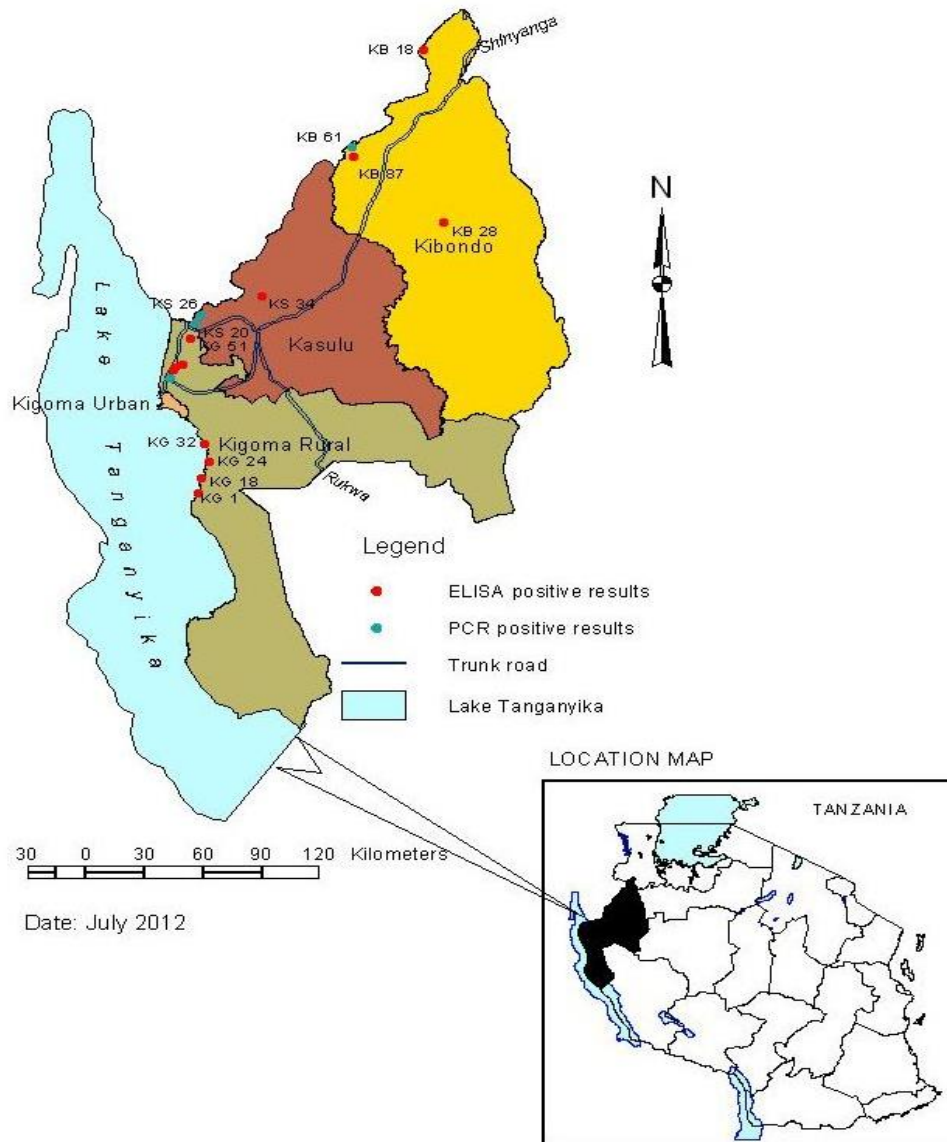 Shinyanga
KB 18
KB 61
KB 87
N
KB 28
Kibondo
KS 26
KS 34
KS 20
KG 51
Kasulu
Lake Tanganyika
Kigoma Urban
KG 32
Kigoma Rural
KG 24
KG 18
Rukwa
KG 1
Legend
ELISA positive results
PCR positive results
Trunk road
Lake Tanganyika
LOCATION MAP
TANZANIA
30 0 30 60 90 120 Kilometers
Date: July 2012